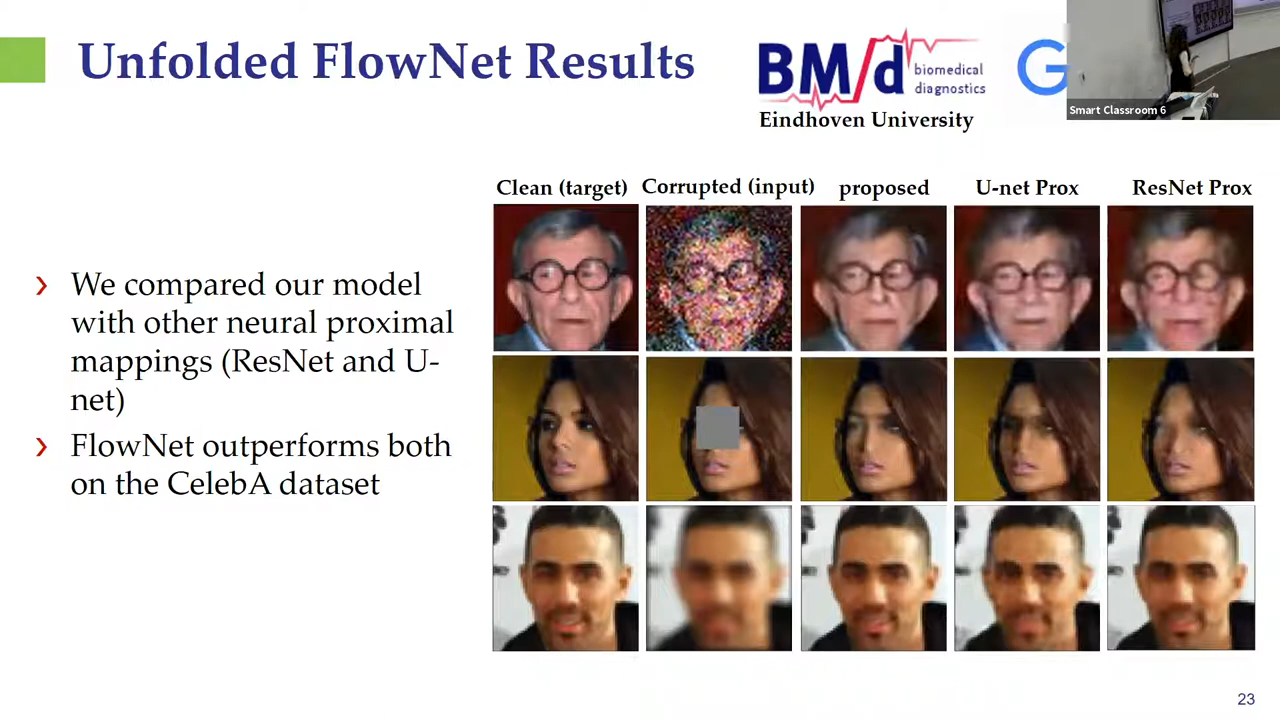 Unfolded FlowNet Results
BM/d biomedical
diagnostics
Eindhoven University
G
Smart Classroom 6
Clean (target) Corrupted (input) proposed U-net Prox ResNet Prox
› We compared our model
with other neural proximal
mappings (ResNet and U-
net)
› FlowNet outperforms both
on the CelebA dataset
23